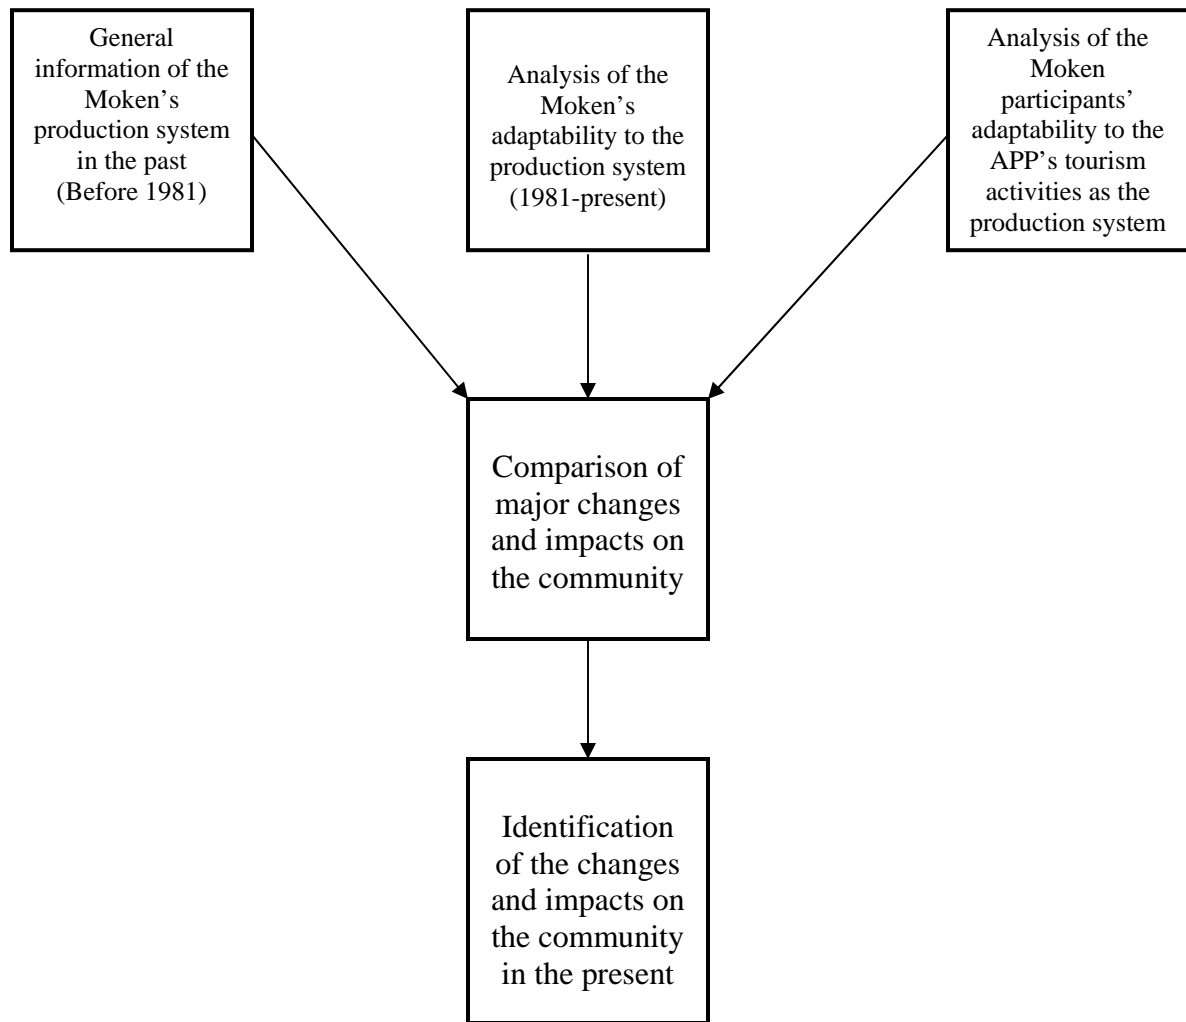 General
information of the
Moken's
production system
in the past
(Before 1981)
Analysis of the
Moken's
adaptability to the
production system
(1981-present)
Analysis of the
Moken
participants'
adaptability to the
APP's tourism
activities as the
production system
Comparison of
major changes
and impacts on
the community
Identification
of the changes
and impacts on
the community
in the present